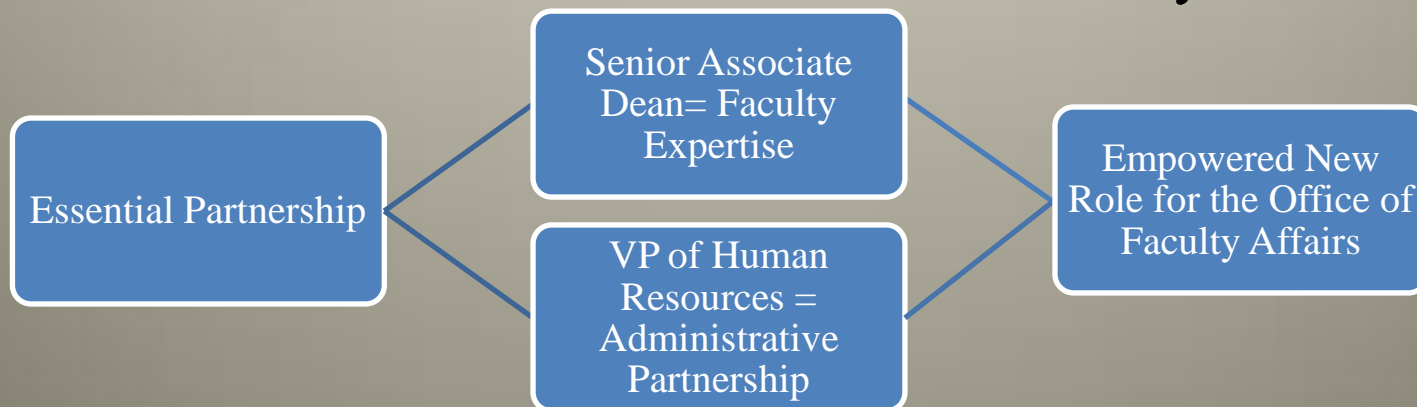 Essential Partnership
Senior Associate
Dean= Faculty
Expertise
VP of Human
Resources =
Administrative
Partnership
Empowered New
Role for the Office of
Faculty Affairs